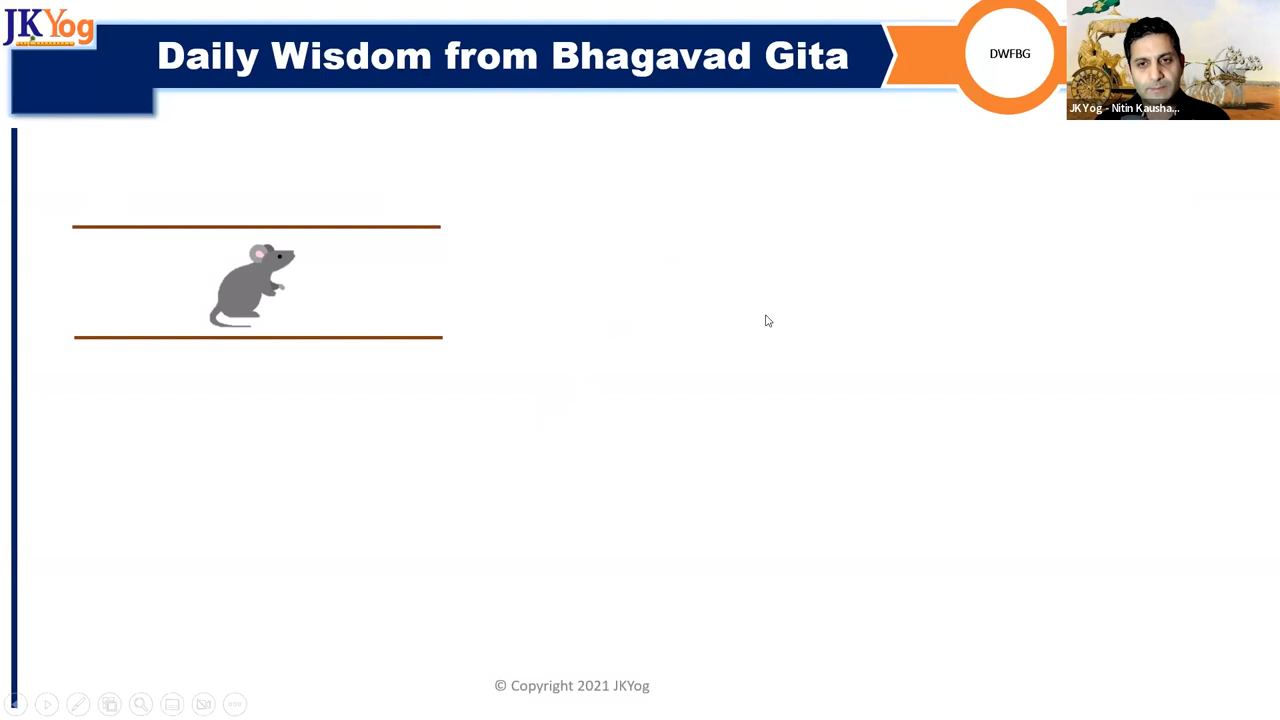 JKYog
Daily Wisdom from Bhagavad Gita
DWFBG
JKYog - Nitin Kausha...
© Copyright 2021 JKYog